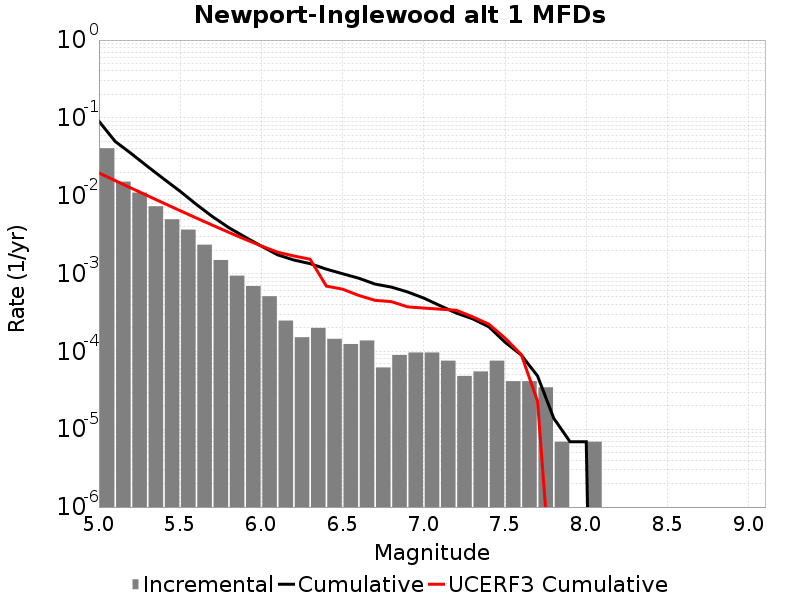 Newport-Inglewood alt 1 MFDs
Rate (1/yr)
10^0
10^-1
10^-2
10^-3
10^-4
10^-5
10^-6
5.0 5.5 6.0 6.5 7.0 7.5 8.0 8.5 9.0
Magnitude
Incremental Cumulative UCERF3 Cumulative